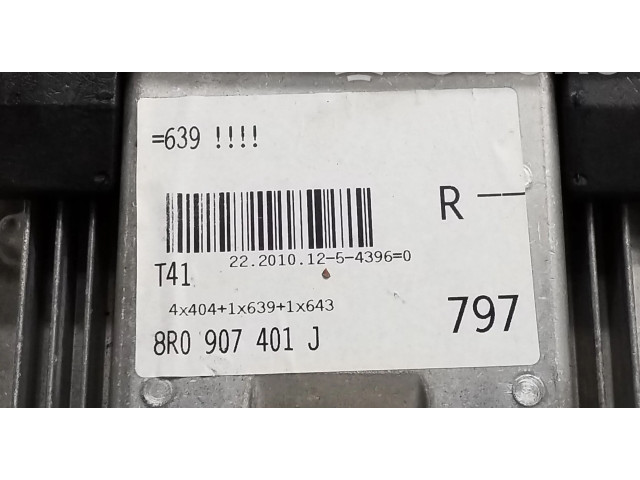 =639 !!!!
R --
22.2010.12-5-4396=0
T41
4x404+1x639+1x643
797
8R0 907 401 J